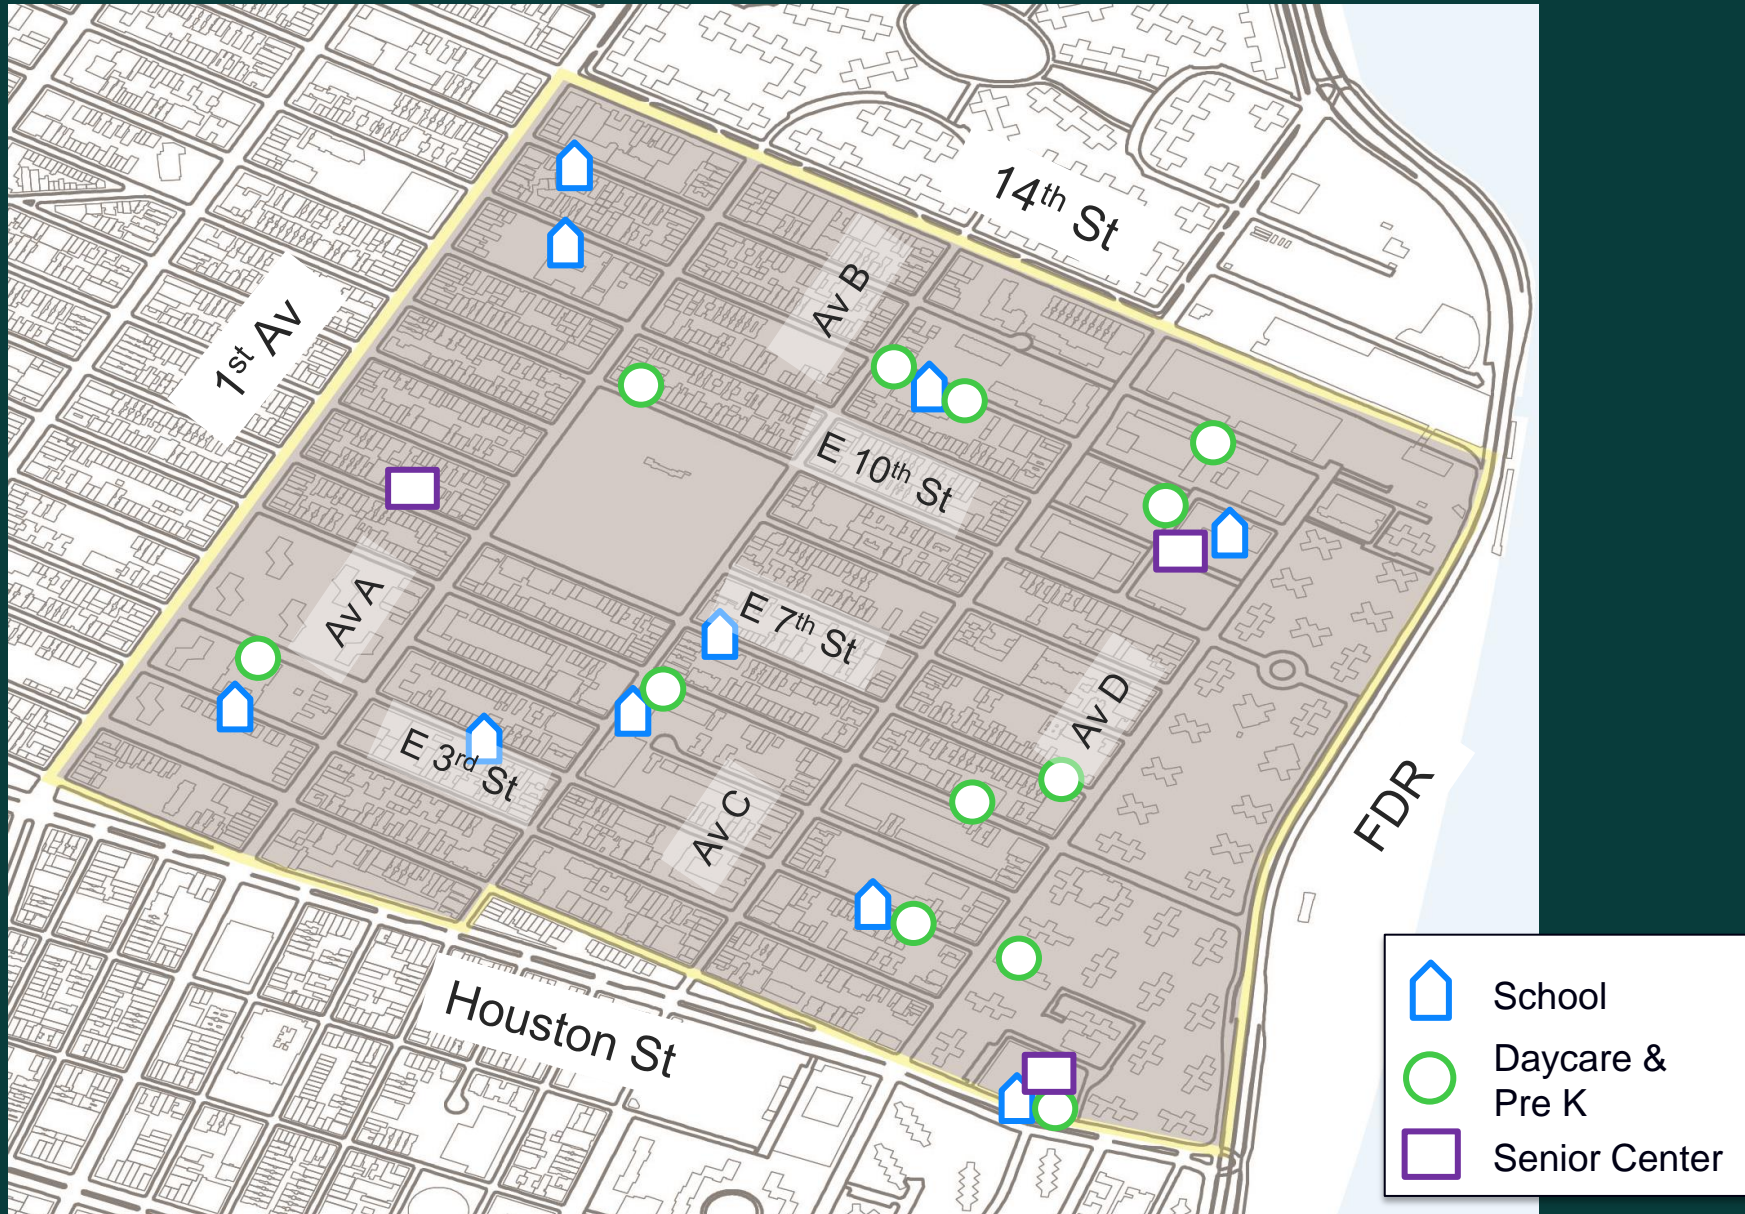 14th St
Av B
1st Av
E 10th St
Av A
E 7th St
Av D
E 3rd St
Av C
FDR
Houston St
School
Daycare &
Pre K
Senior Center